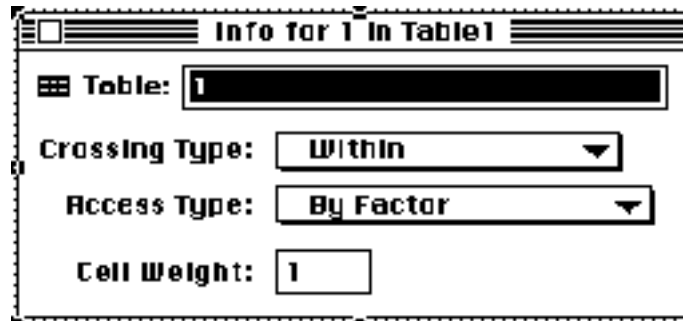 Info for 1 in Table1
Table: 1
Crossing Type: Within
Access Type: By Factor
Cell Weight: 1